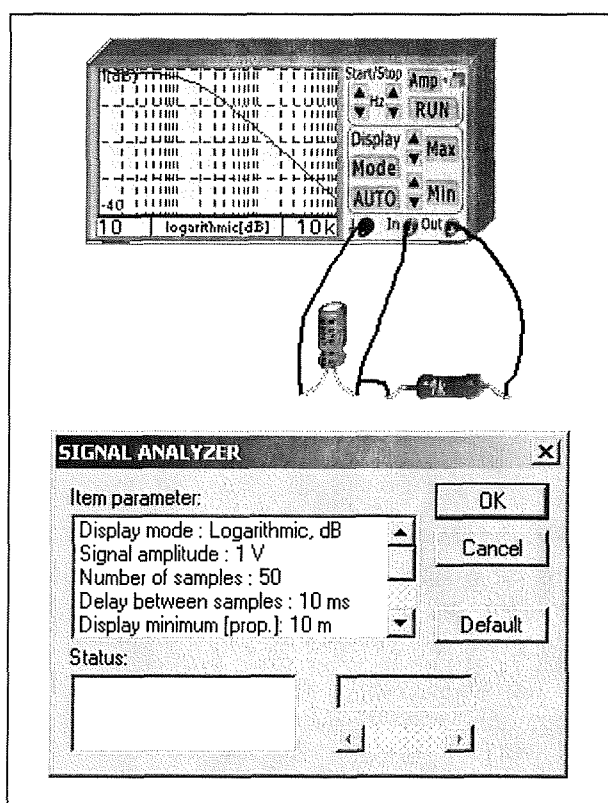 [dB]
Start/Stop Amp
Hz
RUN
Display
Max
Mode
AUTO
Min
-40
10 logarithmic[dB] 10k
In Out
SIGNAL ANALYZER
Item parameter:
OK
Display mode : Logarithmic, dB
Signal amplitude : 1 V
Number of samples : 50
Delay between samples : 10 ms
Display minimum [prop.]: 10 m
Cancel
Default
Status: